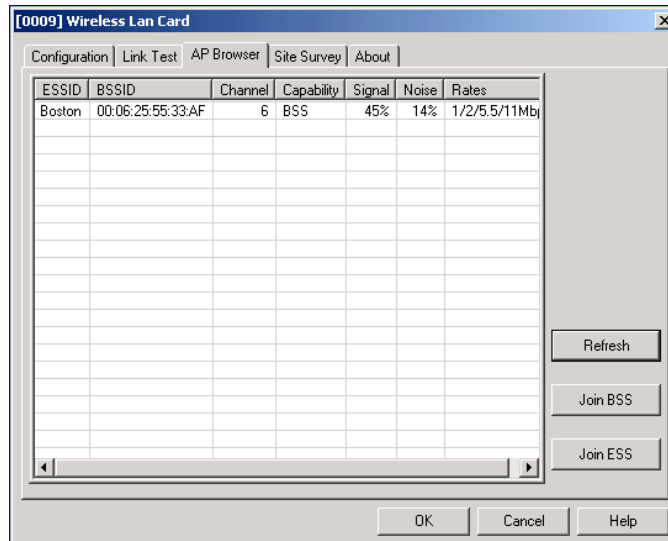 [0009] Wireless Lan Card
Configuration Link Test AP Browser Site Survey About
ESSID BSSID Channel Capability Signal Noise Rates
Boston 00:06:25:55:33:AF 6 BSS 45% 14% 1/2/5.5/11Mb
Refresh
Join BSS
Join ESS
OK Cancel Help